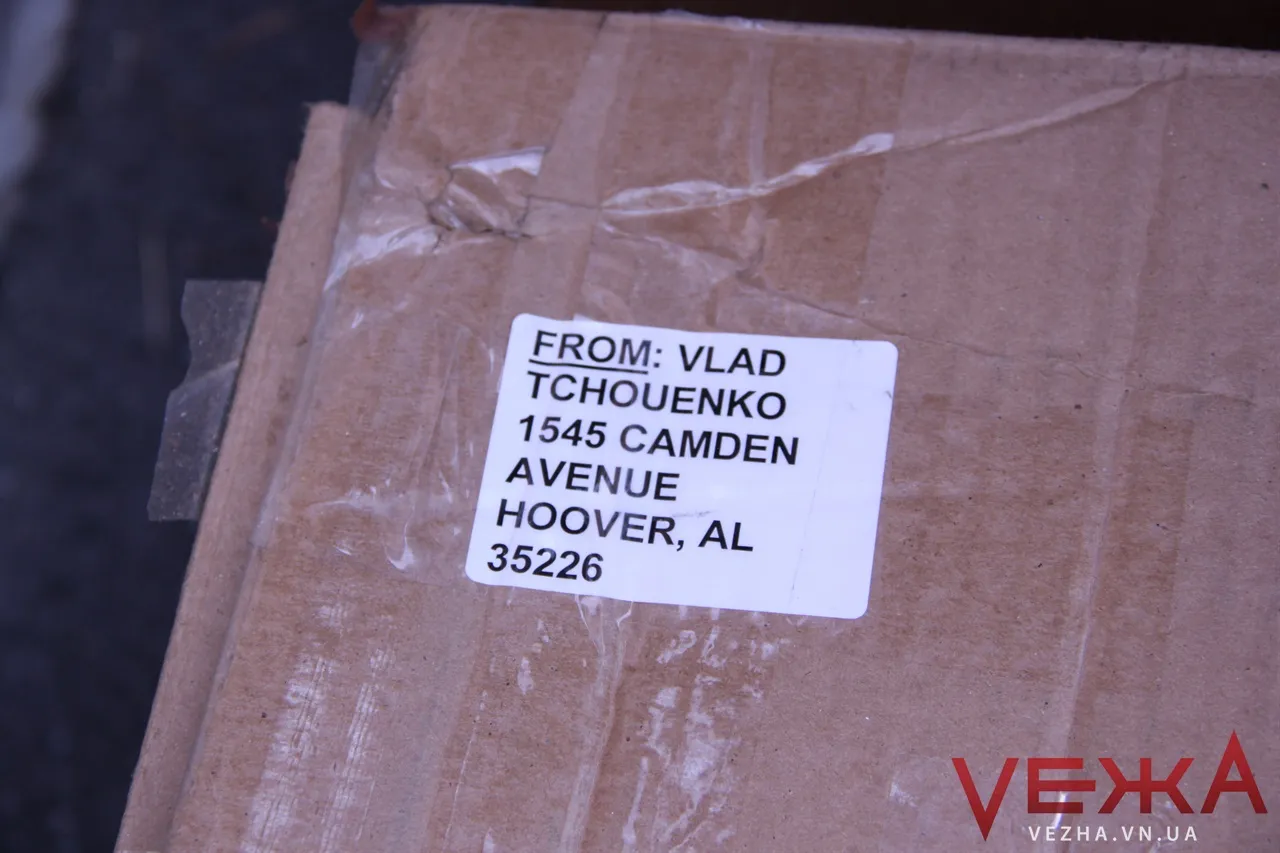 FROM: VLAD
TCHOUENKO
1545 CAMDEN
AVENUE
HOOVER, AL
35226
VEЖA
VEZHA.VN.UA